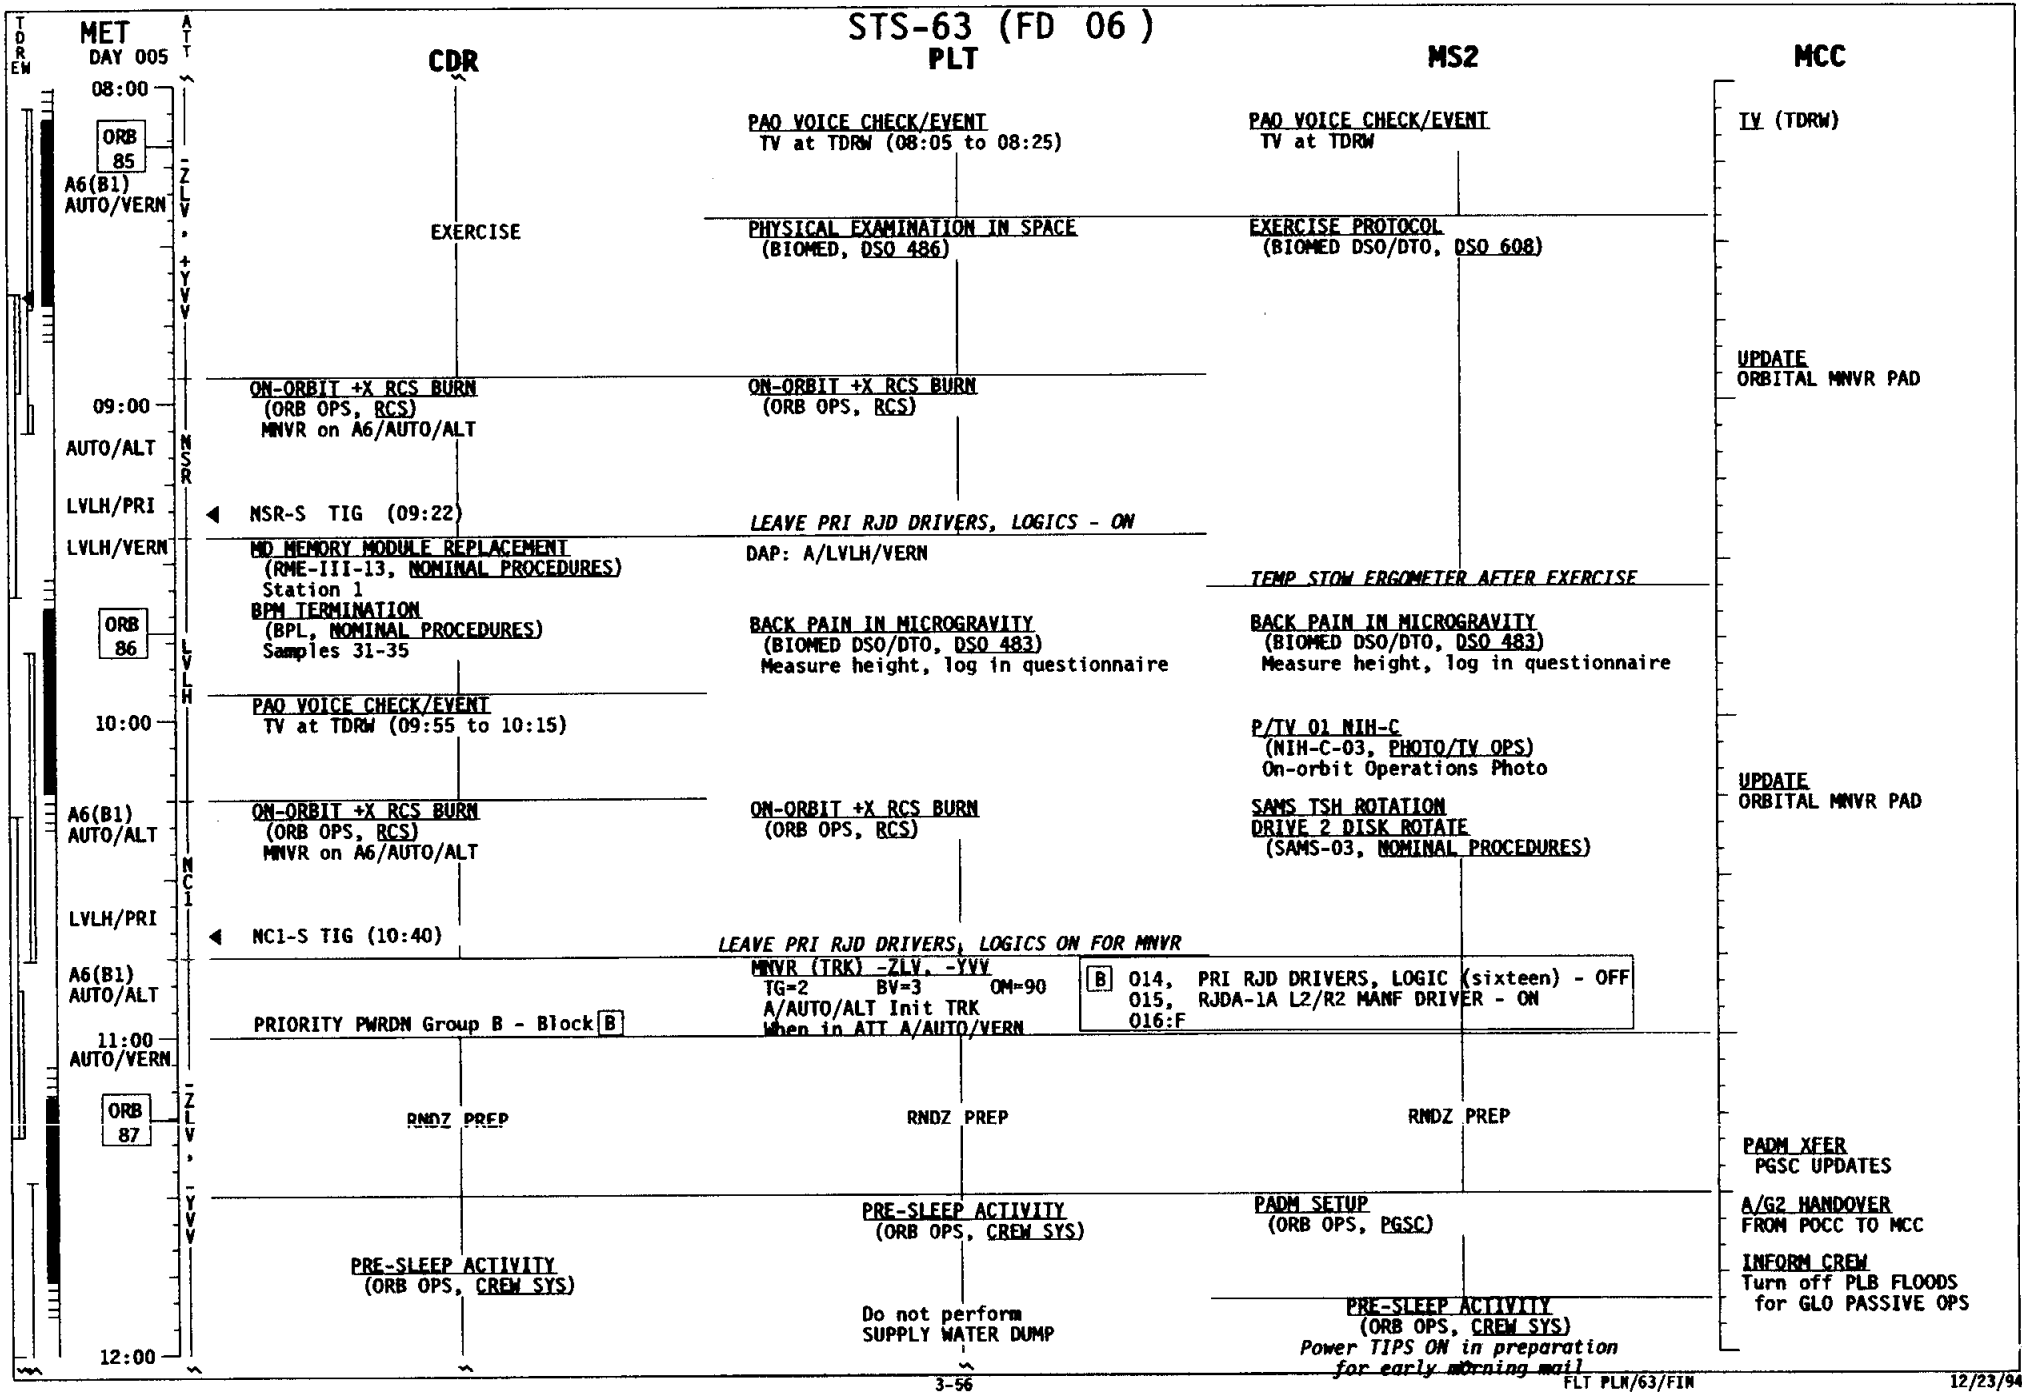 STS-63 (FD 06)
TDREW
MET
DAY 005
ATT
CDR
PLT
MS2
MCC
08:00
ORB
85
A6(B1)
AUTO/VERN
-ZLV, +YVV
09:00
AUTO/ALT
NSR
LVLH/PRI
LVLH/VERN
ORB
86
LVLH
10:00
A6(B1)
AUTO/ALT
NC1
LVLH/PRI
A6(B1)
AUTO/ALT
11:00
AUTO/VERN
ORB
87
-ZLV, -YVV
12:00
EXERCISE
ON-ORBIT +X RCS BURN
(ORB OPS, RCS)
MNVR on A6/AUTO/ALT
NSR-S TIG (09:22)
MD MEMORY MODULE REPLACEMENT
(RME-III-13, NOMINAL PROCEDURES)
Station 1
BPM TERMINATION
(BPL, NOMINAL PROCEDURES)
Samples 31-35
PAO VOICE CHECK/EVENT
TV at TDRW (09:55 to 10:15)
ON-ORBIT +X RCS BURN
(ORB OPS, RCS)
MNVR on A6/AUTO/ALT
NC1-S TIG (10:40)
PRIORITY PWRDN Group B - Block B
RNDZ PREP
PRE-SLEEP ACTIVITY
(ORB OPS, CREW SYS)
PAO VOICE CHECK/EVENT
TV at TDRW (08:05 to 08:25)
PHYSICAL EXAMINATION IN SPACE
(BIOMED, DSO 486)
ON-ORBIT +X RCS BURN
(ORB OPS, RCS)
LEAVE PRI RJD DRIVERS, LOGICS - ON
DAP: A/LVLH/VERN
BACK PAIN IN MICROGRAVITY
(BIOMED DSO/DTO, DSO 483)
Measure height, log in questionnaire
ON-ORBIT +X RCS BURN
(ORB OPS, RCS)
LEAVE PRI RJD DRIVERS, LOGICS ON FOR MNVR
MNVR (TRK) -ZLV, -YVV
TG=2 BV=3 OM=90
A/AUTO/ALT Init TRK
When in ATT A/AUTO/VERN
RNDZ PREP
PRE-SLEEP ACTIVITY
(ORB OPS, CREW SYS)
Do not perform
SUPPLY WATER DUMP
PAO VOICE CHECK/EVENT
TV at TDRW
EXERCISE PROTOCOL
(BIOMED DSO/DTO, DSO 608)
TEMP STOW ERGOMETER AFTER EXERCISE
BACK PAIN IN MICROGRAVITY
(BIOMED DSO/DTO, DSO 483)
Measure height, log in questionnaire
P/TV 01 NIH-C
(NIH-C-03, PHOTO/TV OPS)
On-orbit Operations Photo
SAMS TSH ROTATION
DRIVE 2 DISK ROTATE
(SAMS-03, NOMINAL PROCEDURES)
B 014, PRI RJD DRIVERS, LOGIC (sixteen) - OFF
015, RJDA-1A L2/R2 MANF DRIVER - ON
016:F
RNDZ PREP
PADM SETUP
(ORB OPS, PGSC)
PRE-SLEEP ACTIVITY
(ORB OPS, CREW SYS)
Power TIPS ON in preparation
for early morning mail
TV (TDRW)
UPDATE
ORBITAL MNVR PAD
UPDATE
ORBITAL MNVR PAD
PADM XFER
PGSC UPDATES
A/G2 HANDOVER
FROM POCC TO MCC
INFORM CREW
Turn off PLB FLOODS
for GLO PASSIVE OPS
3-56
FLT PLN/63/FIN
12/23/94